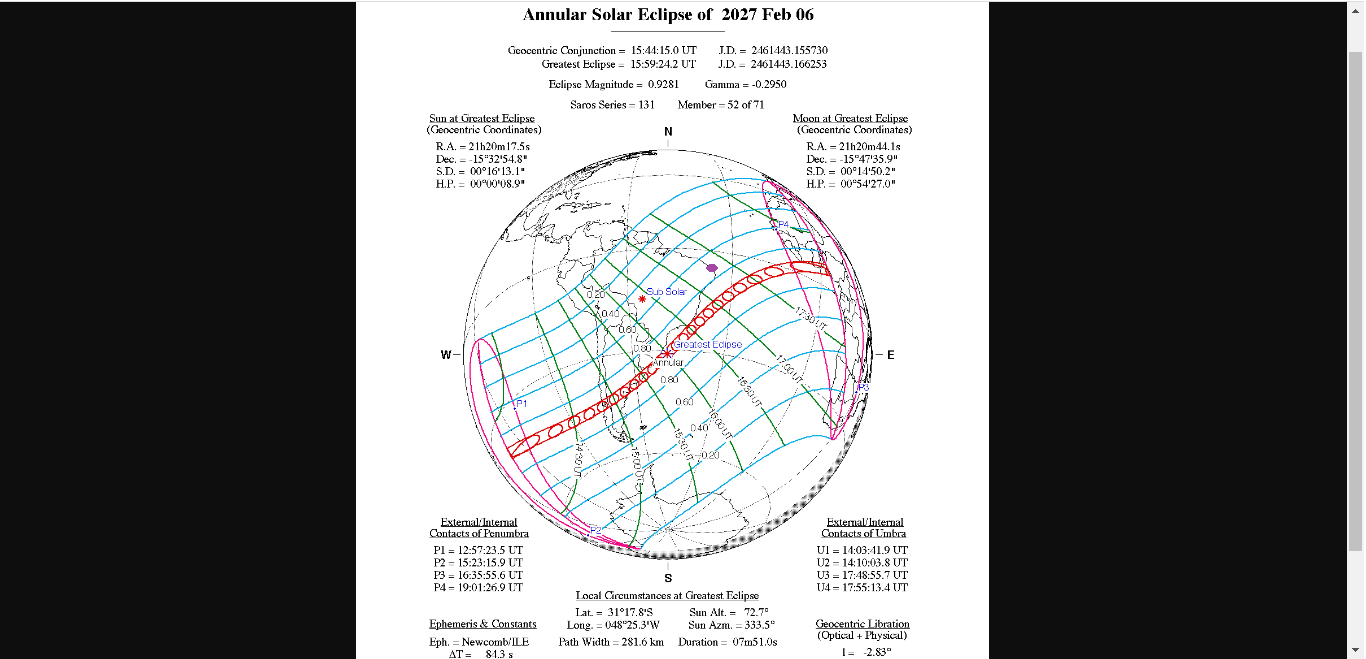 Annular Solar Eclipse of 2027 Feb 06
Geocentric Conjunction = 15:44:15.0 UT J.D. = 2461443.155730
Greatest Eclipse = 15:59:24.2 UT J.D. = 2461443.166253
Eclipse Magnitude = 0.9281 Gamma = -0.2950
Saros Series = 131 Member = 52 of 71
Sun at Greatest Eclipse
(Geocentric Coordinates)
R.A. = 21h20m17.5s
Dec. = -15°32'54.8"
S.D. = 00°16'13.1"
H.P. = 00°00'08.9"
Moon at Greatest Eclipse
(Geocentric Coordinates)
R.A. = 21h20m44.1s
Dec. = -15°47'35.9"
S.D. = 00°14'50.2"
H.P. = 00°54'27.0"
N
P4
Sub Solar
0.20
0.40
0.60
0.80
Greatest Eclipse
Annular
W
E
17:30 UT
17:00 UT
16:30 UT
16:00 UT
15:30 UT
15:00 UT
14:30 UT
0.80
0.60
0.40
0.20
P1
P3
P2
S
External/Internal
Contacts of Penumbra
P1 = 12:57:23.5 UT
P2 = 15:23:15.9 UT
P3 = 16:35:55.6 UT
P4 = 19:01:26.9 UT
External/Internal
Contacts of Umbra
U1 = 14:03:41.9 UT
U2 = 14:10:03.8 UT
U3 = 17:48:55.7 UT
U4 = 17:55:13.4 UT
Local Circumstances at Greatest Eclipse
Lat. = 31°17.8'S Sun Alt. = 72.7°
Long. = 048°25.3'W Sun Azm. = 333.5°
Path Width = 281.6 km Duration = 07m51.0s
Ephemeris & Constants
Eph. = Newcomb/ILE
ΔT = 84.3 s
Geocentric Libration
(Optical + Physical)
l = -2.83°